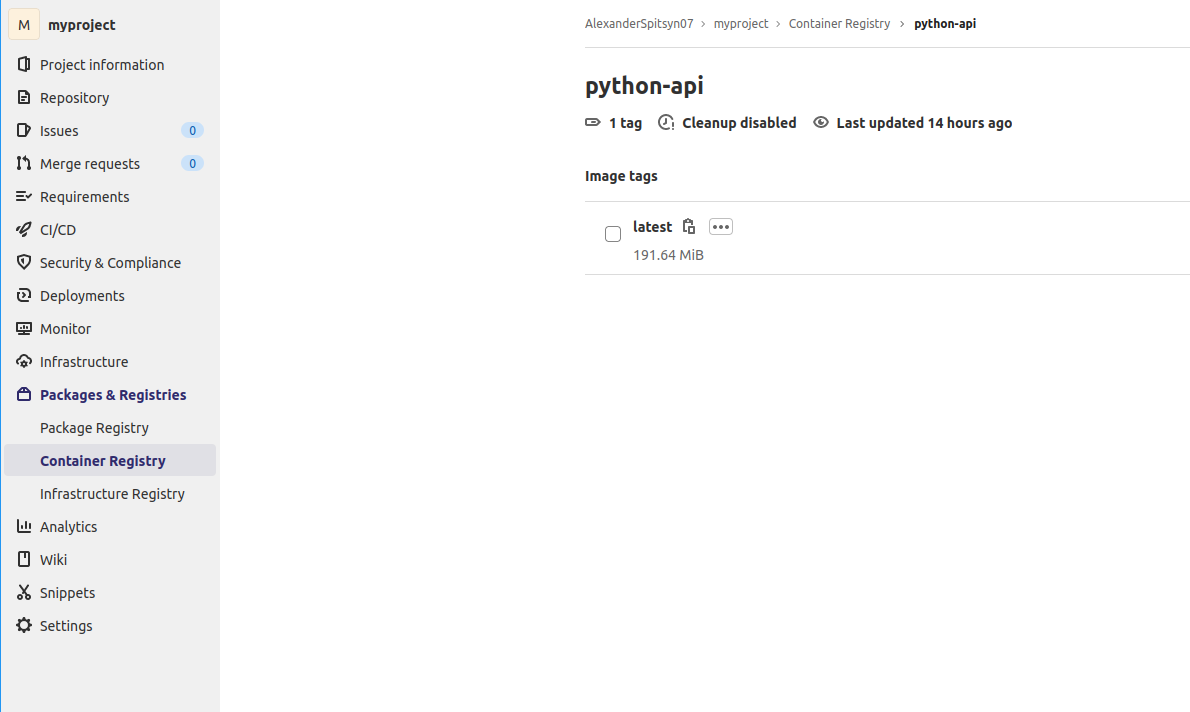 M myproject
Project information
Repository
Issues 0
Merge requests 0
Requirements
CI/CD
Security & Compliance
Deployments
Monitor
Infrastructure
Packages & Registries
Package Registry
Container Registry
Infrastructure Registry
Analytics
Wiki
Snippets
Settings
AlexanderSpitsyn07 › myproject › Container Registry › python-api
python-api
1 tag Cleanup disabled Last updated 14 hours ago
Image tags
latest
191.64 MiB